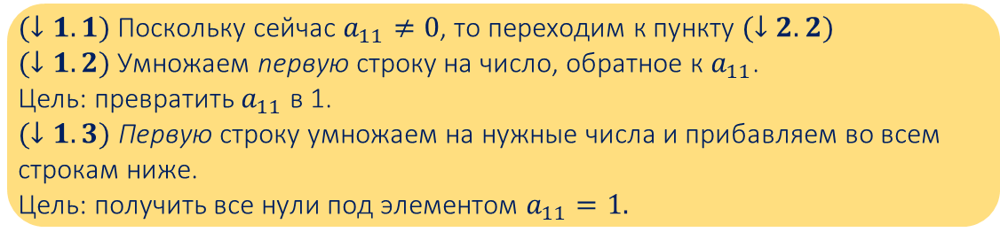 (↓ 1.1) Поскольку сейчас a₁₁ ≠ 0, то переходим к пункту (↓ 2.2)
(↓ 1.2) Умножаем первую строку на число, обратное к a₁₁.
Цель: превратить a₁₁ в 1.
(↓ 1.3) Первую строку умножаем на нужные числа и прибавляем во всем
строкам ниже.
Цель: получить все нули под элементом a₁₁ = 1.